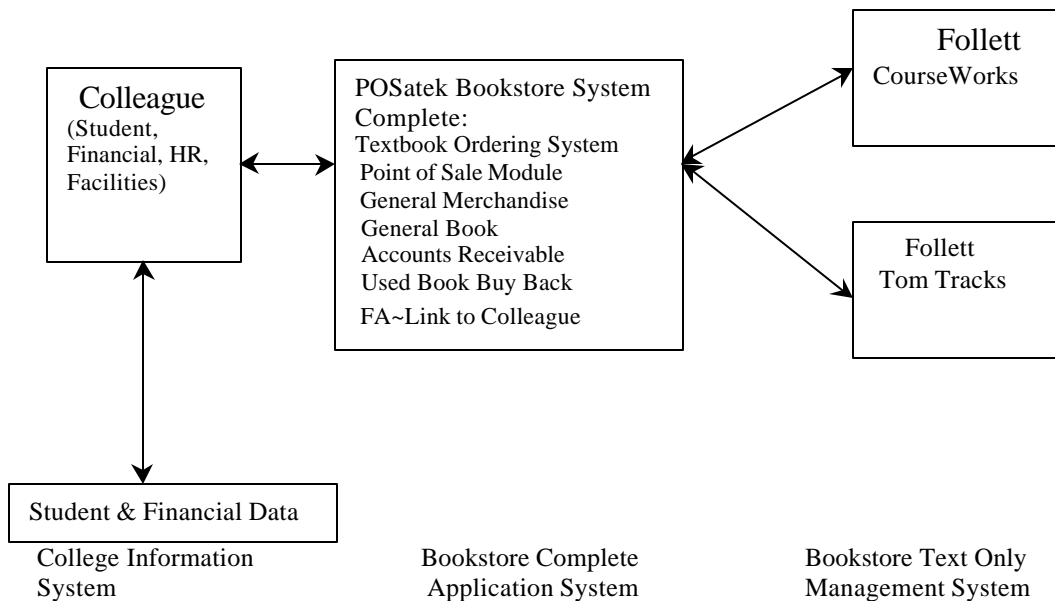 Colleague
(Student,
Financial, HR,
Facilities)
POSatek Bookstore System
Complete:
Textbook Ordering System
Point of Sale Module
General Merchandise
General Book
Accounts Receivable
Used Book Buy Back
FA~Link to Colleague
Follett
CourseWorks
Follett
Tom Tracks
Student & Financial Data
College Information
System
Bookstore Complete
Application System
Bookstore Text Only
Management System